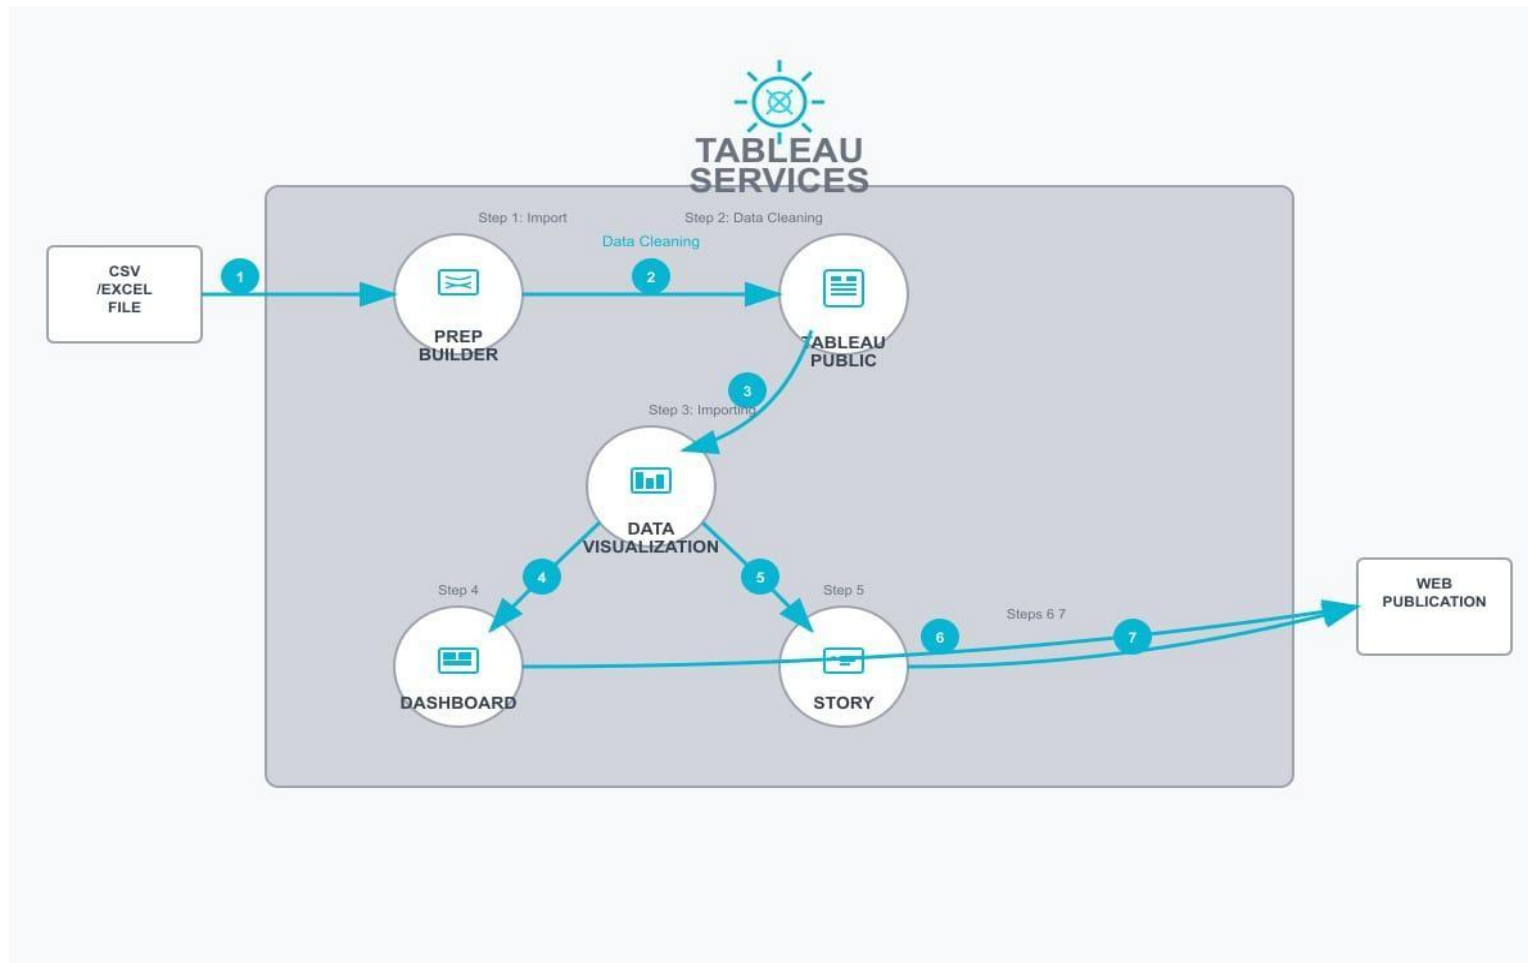 TABLEAU
SERVICES
Step 1: Import
Step 2: Data Cleaning
Data Cleaning
CSV
/EXCEL
FILE
1
2
PREP
BUILDER
TABLEAU
PUBLIC
3
Step 3: Importing
DATA
VISUALIZATION
4
5
Step 4
Step 5
Steps 6 7
6
7
WEB
PUBLICATION
DASHBOARD
STORY